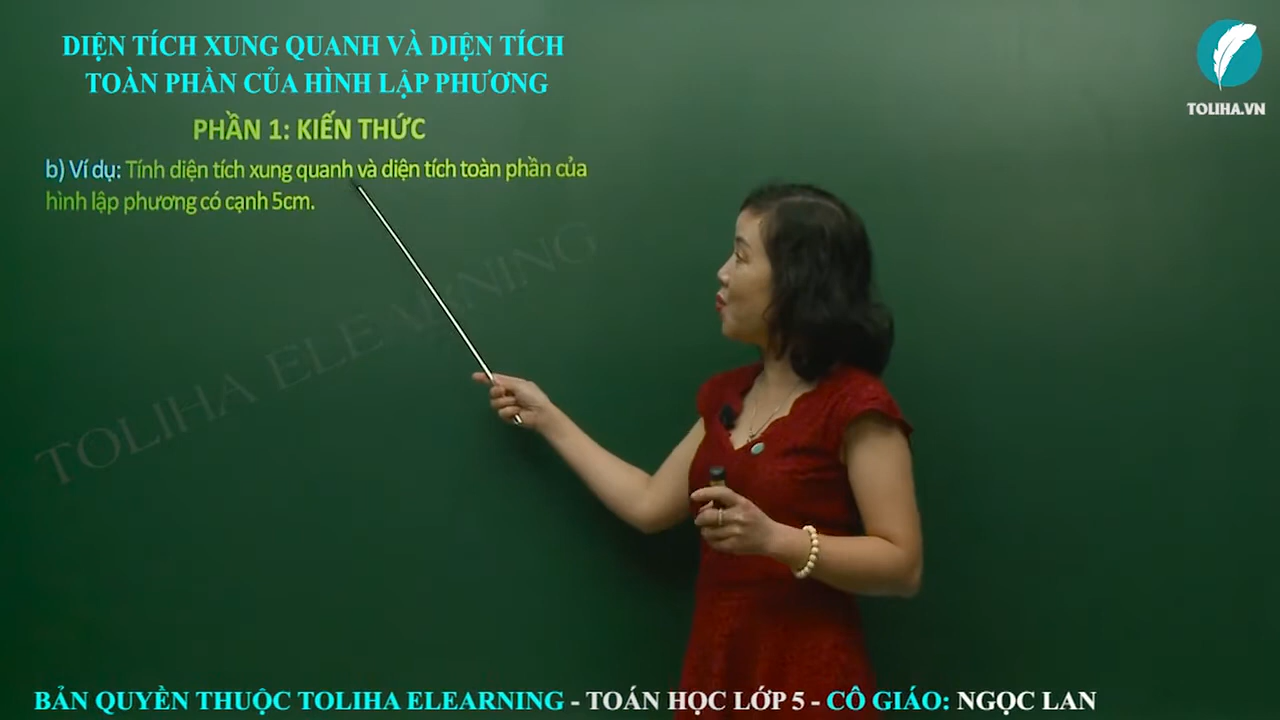 DIỆN TÍCH XUNG QUANH VÀ DIỆN TÍCH
TOÀN PHẦN CỦA HÌNH LẬP PHƯƠNG
TOLIHA.VN
PHẦN 1: KIẾN THỨC
b) Ví dụ: Tính diện tích xung quanh và diện tích toàn phần của
hình lập phương có cạnh 5cm.
TOLIHA ELEARNING
BẢN QUYỀN THUỘC TOLIHA ELEARNING - TOÁN HỌC LỚP 5 - CÔ GIÁO: NGỌC LAN